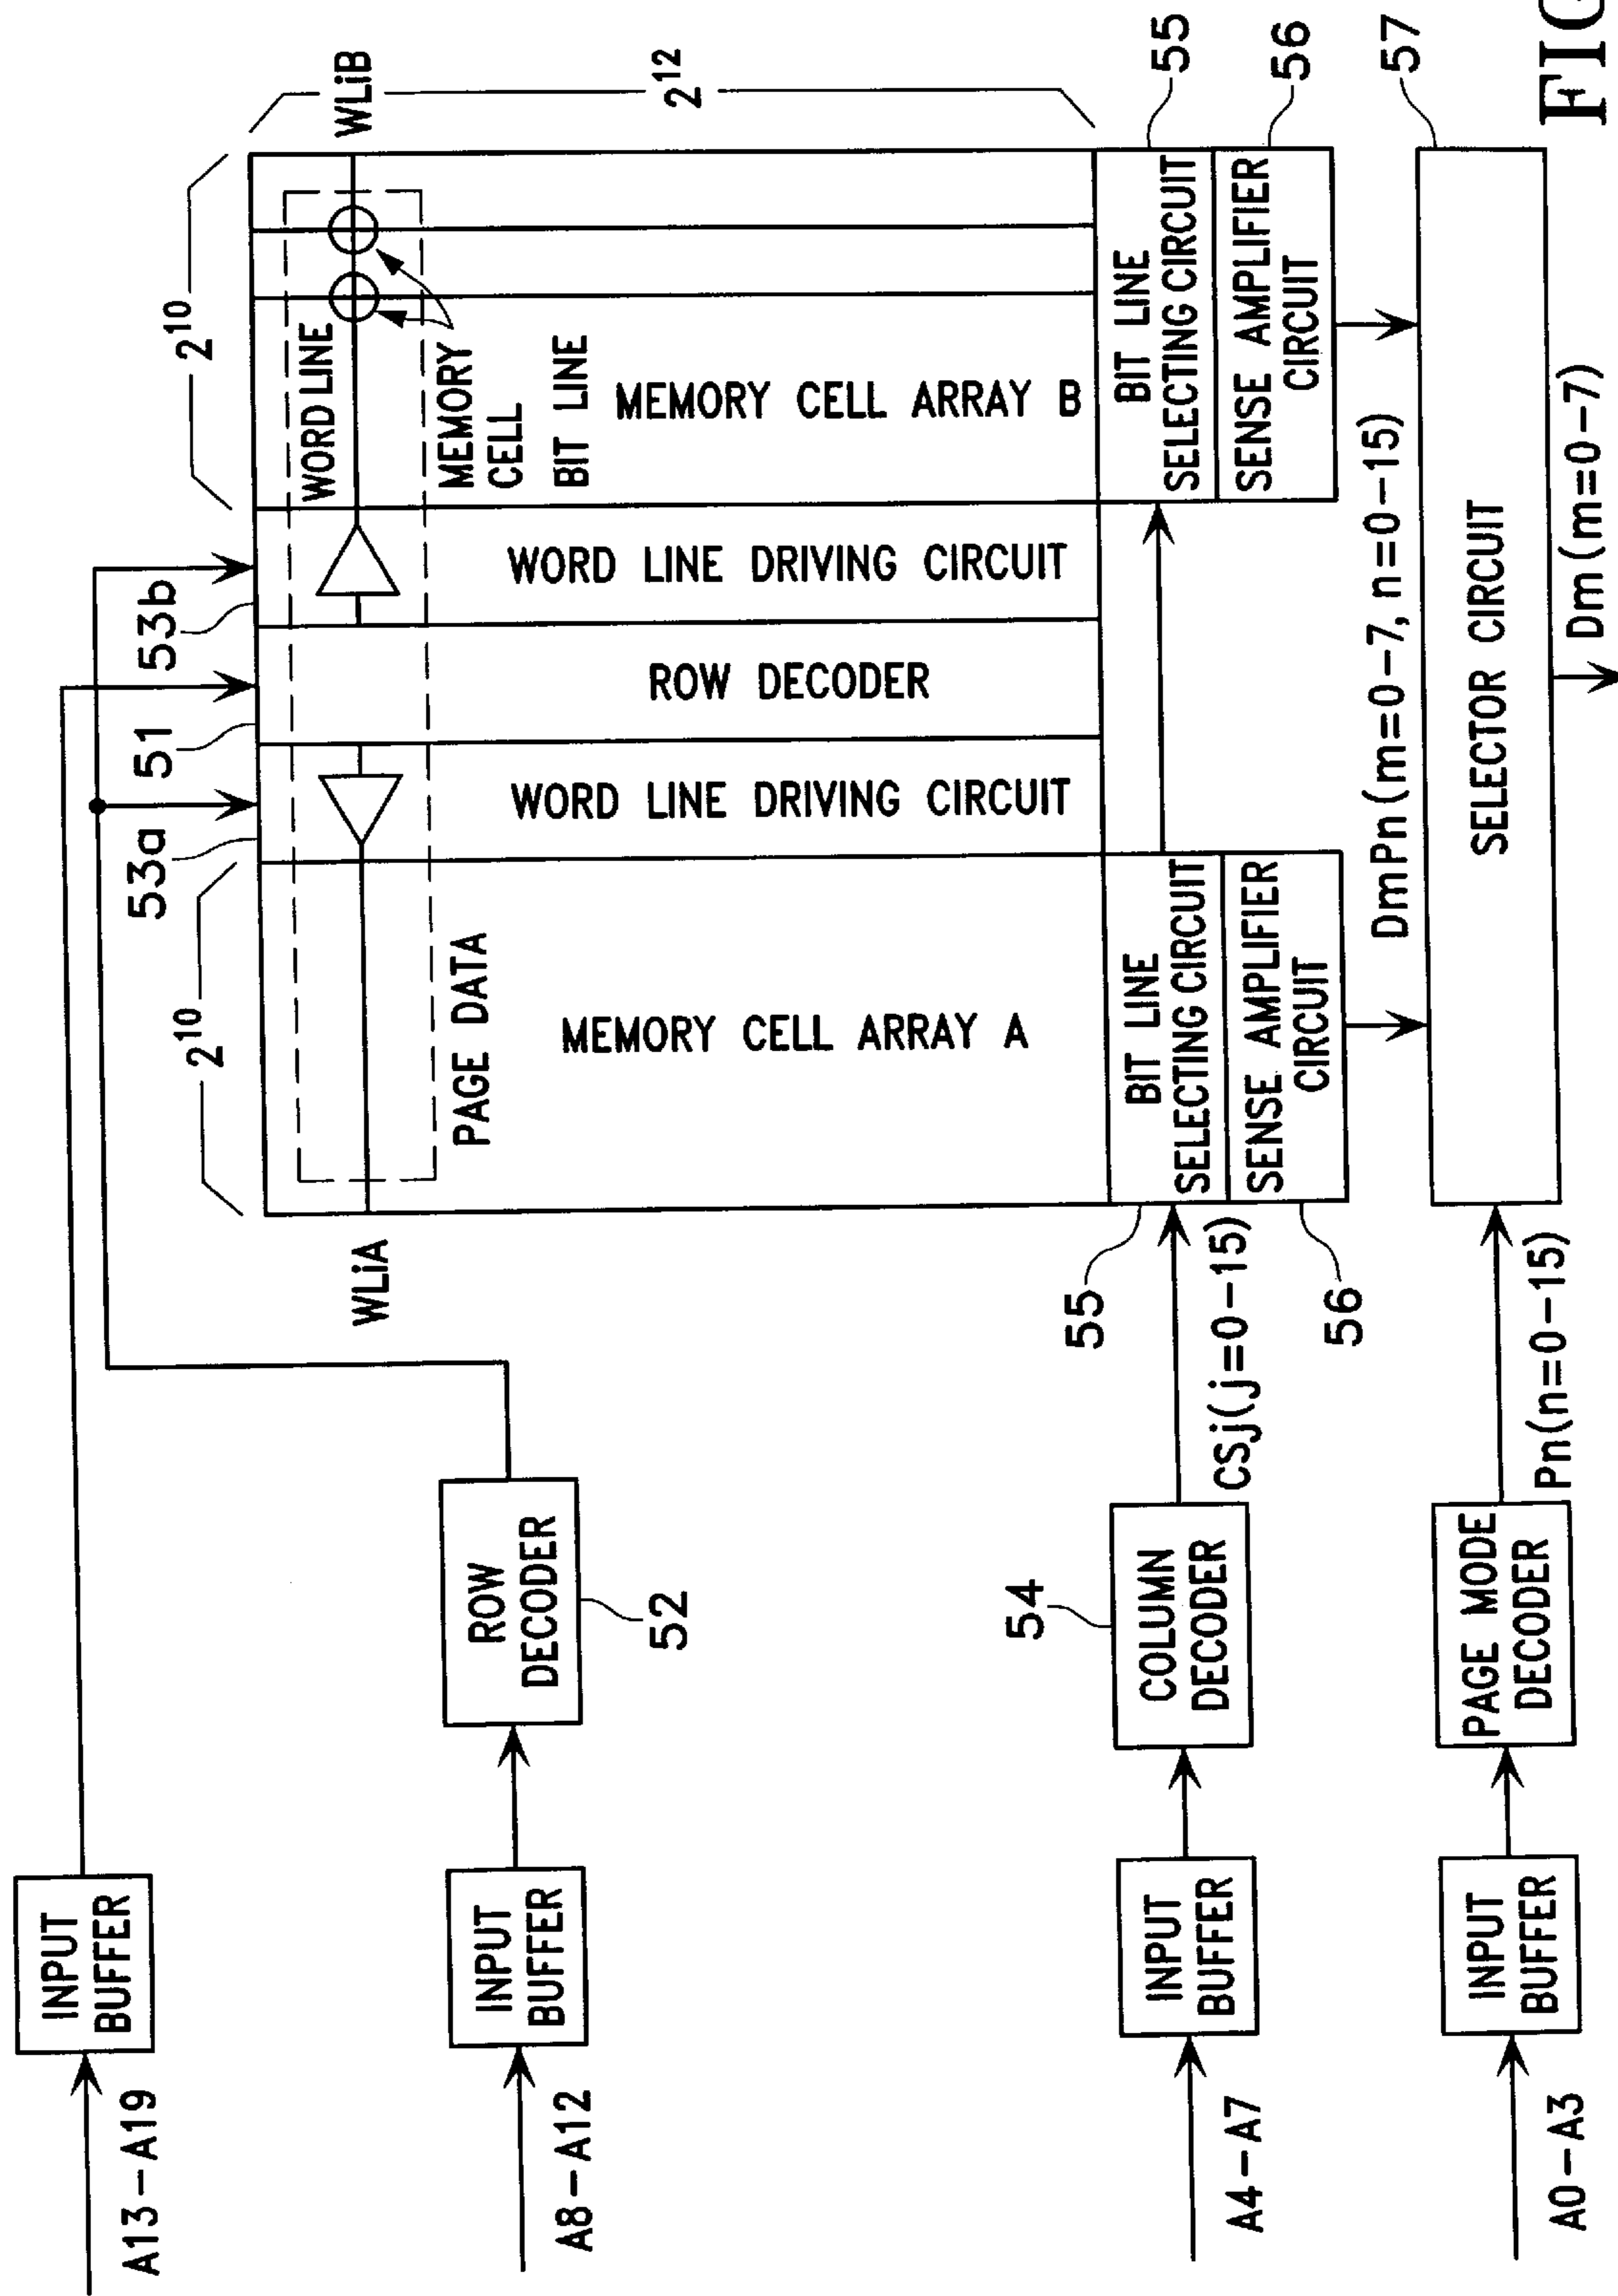 A13-A19
INPUT
BUFFER
A8-A12
INPUT
BUFFER
ROW
DECODER
52
A4-A7
INPUT
BUFFER
COLUMN
DECODER
54
CSj(j=0-15)
A0-A3
INPUT
BUFFER
PAGE MODE
DECODER
Pn(n=0-15)
2^10
53a
51
53b
2^10
WLiA
WLiB
2^12
PAGE DATA
MEMORY CELL ARRAY A
WORD LINE DRIVING CIRCUIT
ROW DECODER
WORD LINE DRIVING CIRCUIT
WORD LINE
MEMORY
CELL
BIT LINE
MEMORY CELL ARRAY B
55
BIT LINE
SELECTING CIRCUIT
56
SENSE AMPLIFIER
CIRCUIT
BIT LINE
SELECTING CIRCUIT
55
SENSE AMPLIFIER
CIRCUIT
56
DmPn(m=0-7, n=0-15)
SELECTOR CIRCUIT
57
Dm(m=0-7)